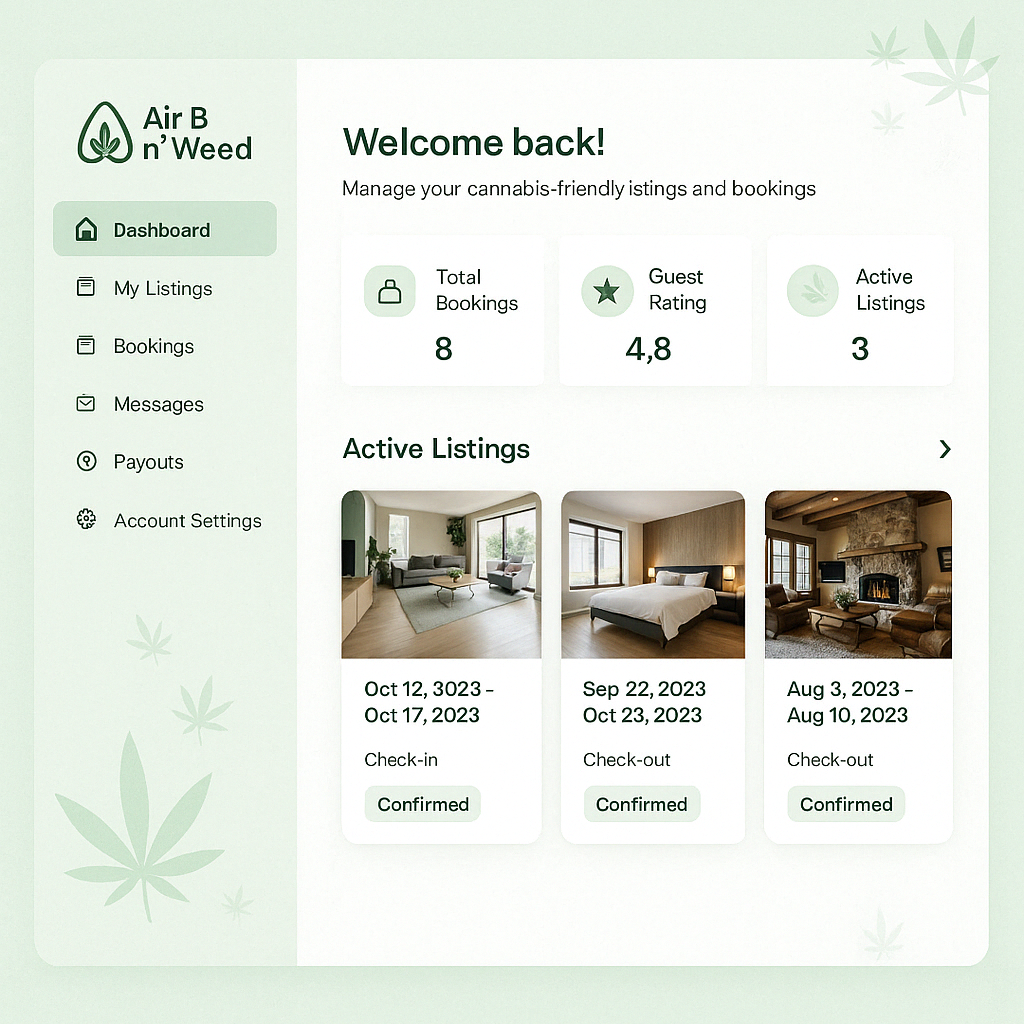 Air B
n’ Weed
Dashboard
My Listings
Bookings
Messages
Payouts
Account Settings
Welcome back!
Manage your cannabis-friendly istings and bookings
Total
Bookings
8
Guest
Rating
4,8
Active
Listings
3
Active Listings
Oct 12, 3023 –
Oct 17, 2023
Check-in
Confirmed
Sep 22, 2023
Oct 23, 2023
Check-out
Confirmed
Aug 3, 2023 –
Aug 10, 2023
Check-out
Confirmed